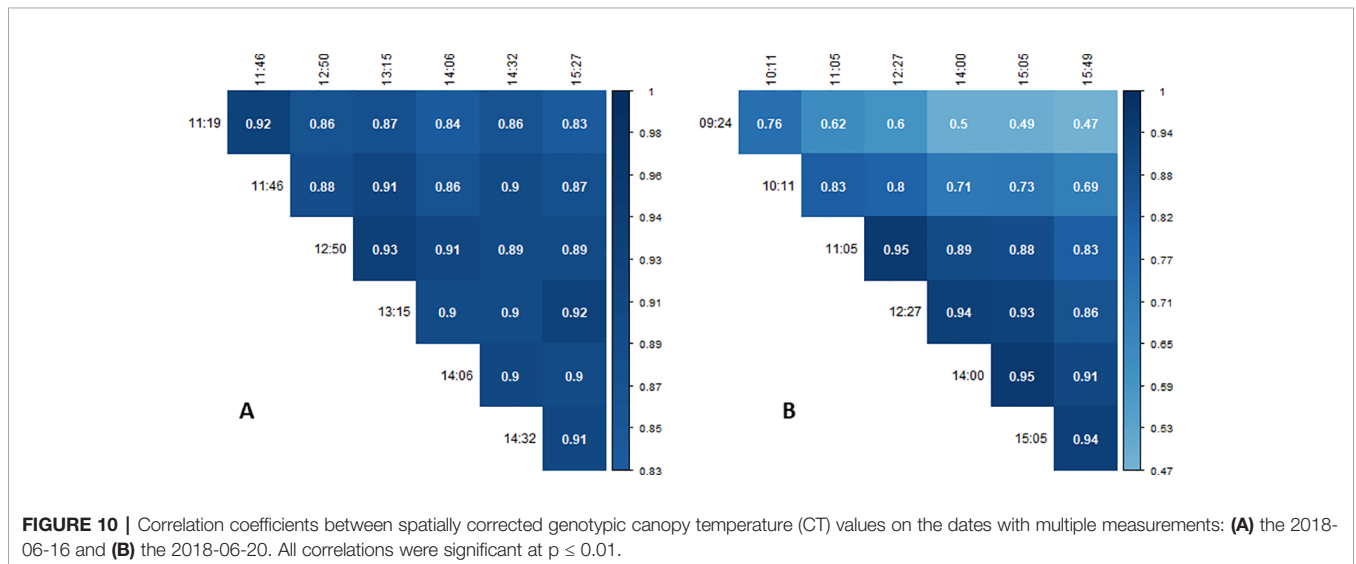 11:46 12:50 13:15 14:06 14:32 15:27
11:19 0.92 0.86 0.87 0.84 0.86 0.83
11:46 0.88 0.91 0.86 0.9 0.87
12:50 0.93 0.91 0.89 0.89
13:15 0.9 0.9 0.92
14:06 0.9 0.9
14:32 0.91
A
1
0.98
0.96
0.94
0.93
0.91
0.89
0.87
0.85
0.83
10:11 11:05 12:27 14:00 15:05 15:49
09:24 0.76 0.62 0.6 0.5 0.49 0.47
10:11 0.83 0.8 0.71 0.73 0.69
11:05 0.95 0.89 0.88 0.83
12:27 0.94 0.93 0.86
14:00 0.95 0.91
15:05 0.94
B
1
0.94
0.88
0.82
0.77
0.71
0.65
0.59
0.53
0.47
FIGURE 10 | Correlation coefficients between spatially corrected genotypic canopy temperature (CT) values on the dates with multiple measurements: (A) the 2018-
06-16 and (B) the 2018-06-20. All correlations were significant at p ≤ 0.01.